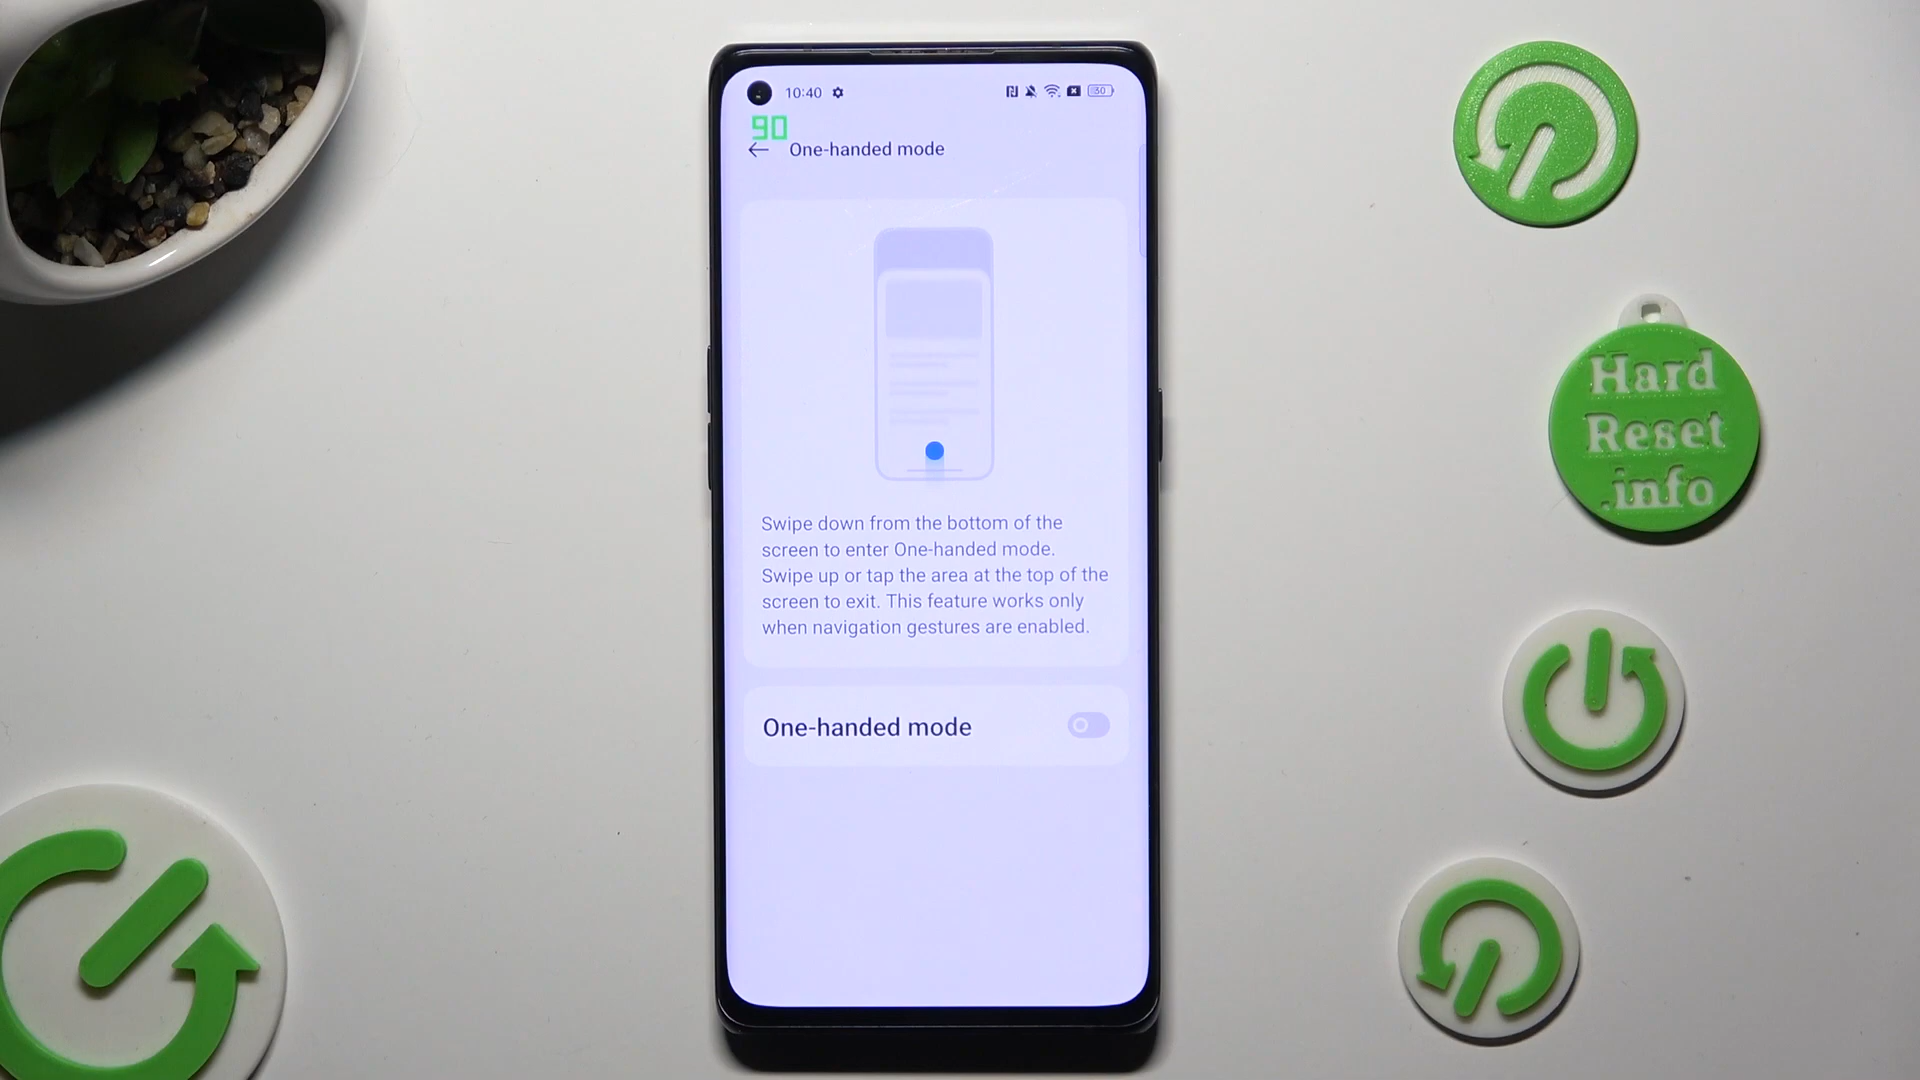 10:40
30
90
One-handed mode
Swipe down from the bottom of the
screen to enter One-handed mode.
Swipe up or tap the area at the top of the
screen to exit. This feature works only
when navigation gestures are enabled.
One-handed mode
Hard
Reset
.info